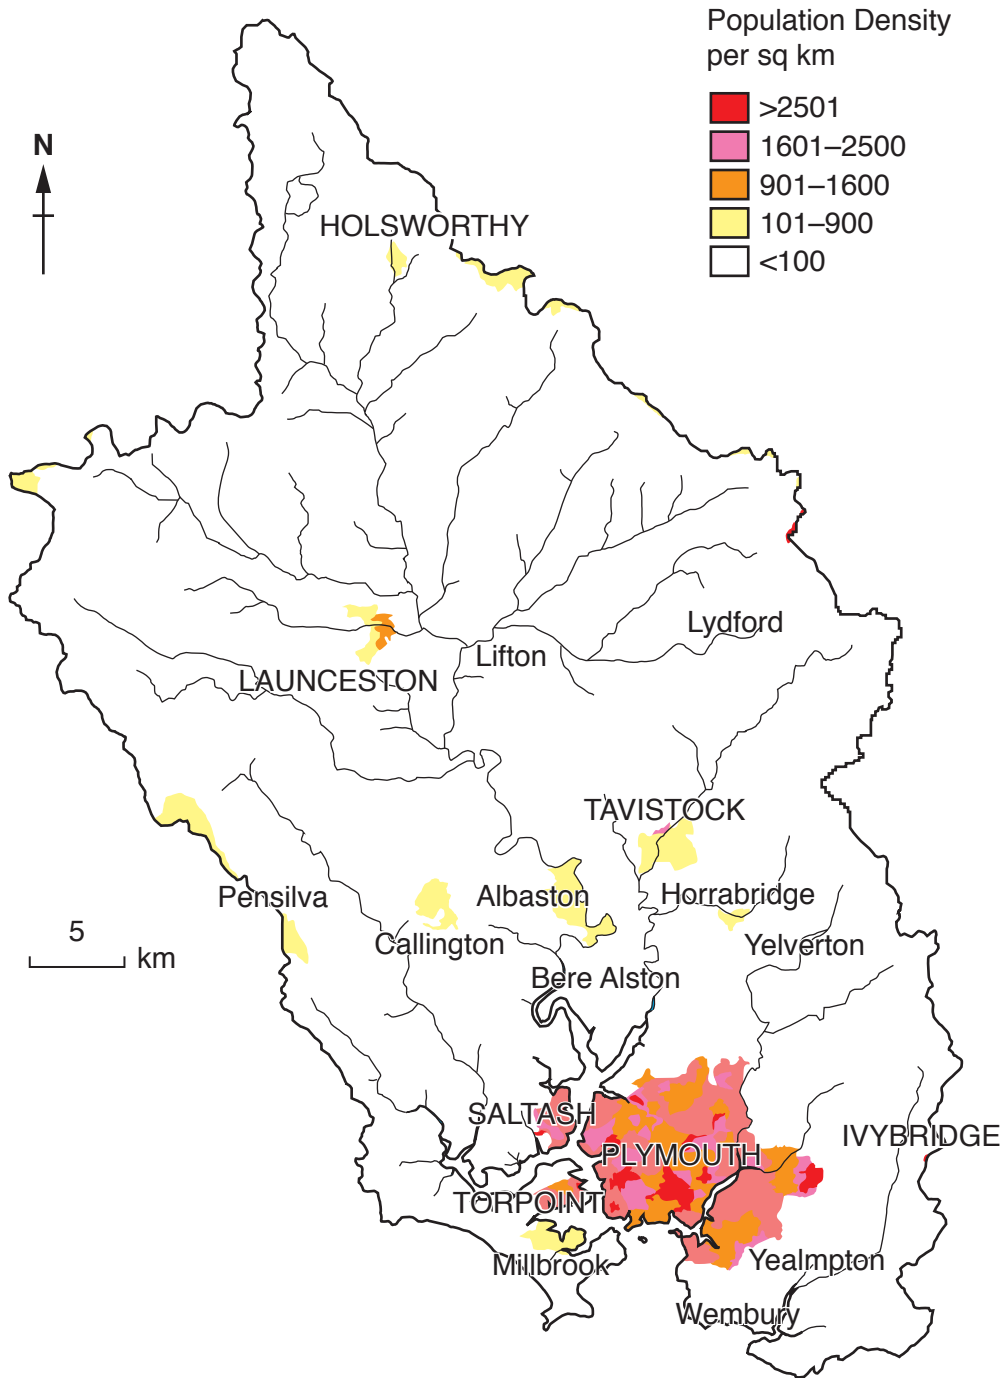 Population Density
per sq km
>2501
1601–2500
901–1600
101–900
<100
N
HOLSWORTHY
Lydford
Lifton
LAUNCESTON
TAVISTOCK
Pensilva
Albaston
Horrabridge
5
km
Callington
Yelverton
Bere Alston
SALTASH
IVYBRIDGE
PLYMOUTH
TORPOINT
Millbrook
Yealmpton
Wembury